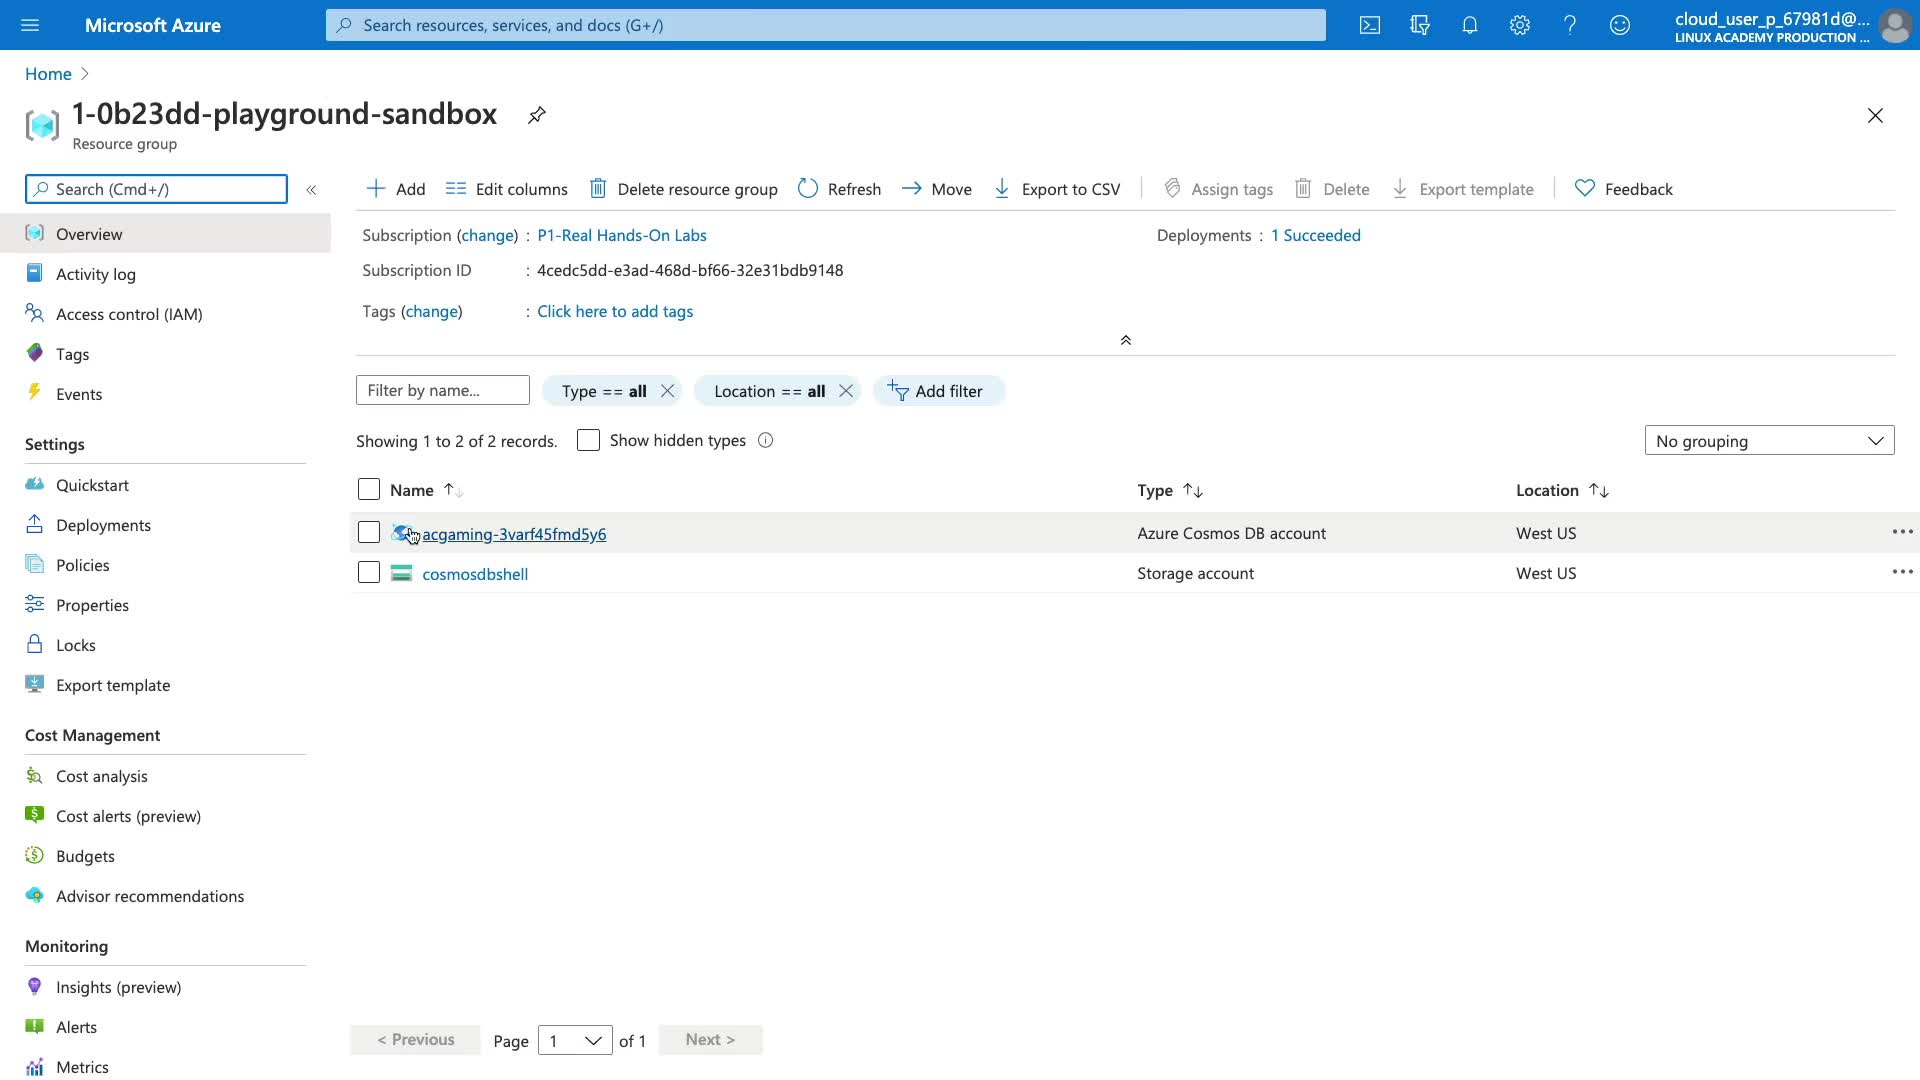 Microsoft Azure
Search resources, services, and docs (G+/)
cloud_user_p_67981d@...
LINUX ACADEMY PRODUCTION ...
Home
1-0b23dd-playground-sandbox
Resource group
Search (Cmd+/)
Add
Edit columns
Delete resource group
Refresh
Move
Export to CSV
Assign tags
Delete
Export template
Feedback
Overview
Activity log
Access control (IAM)
Tags
Events
Settings
Quickstart
Deployments
Policies
Properties
Locks
Export template
Cost Management
Cost analysis
Cost alerts (preview)
Budgets
Advisor recommendations
Monitoring
Insights (preview)
Alerts
Metrics
Subscription (change) : P1-Real Hands-On Labs
Deployments : 1 Succeeded
Subscription ID : 4cedc5dd-e3ad-468d-bf66-32e31bdb9148
Tags (change) : Click here to add tags
Filter by name...
Type == all
Location == all
Add filter
Showing 1 to 2 of 2 records.
Show hidden types
No grouping
Name Type Location
acgaming-3varf45fmd5y6 Azure Cosmos DB account West US
cosmosdbshell Storage account West US
< Previous Page 1 of 1 Next >